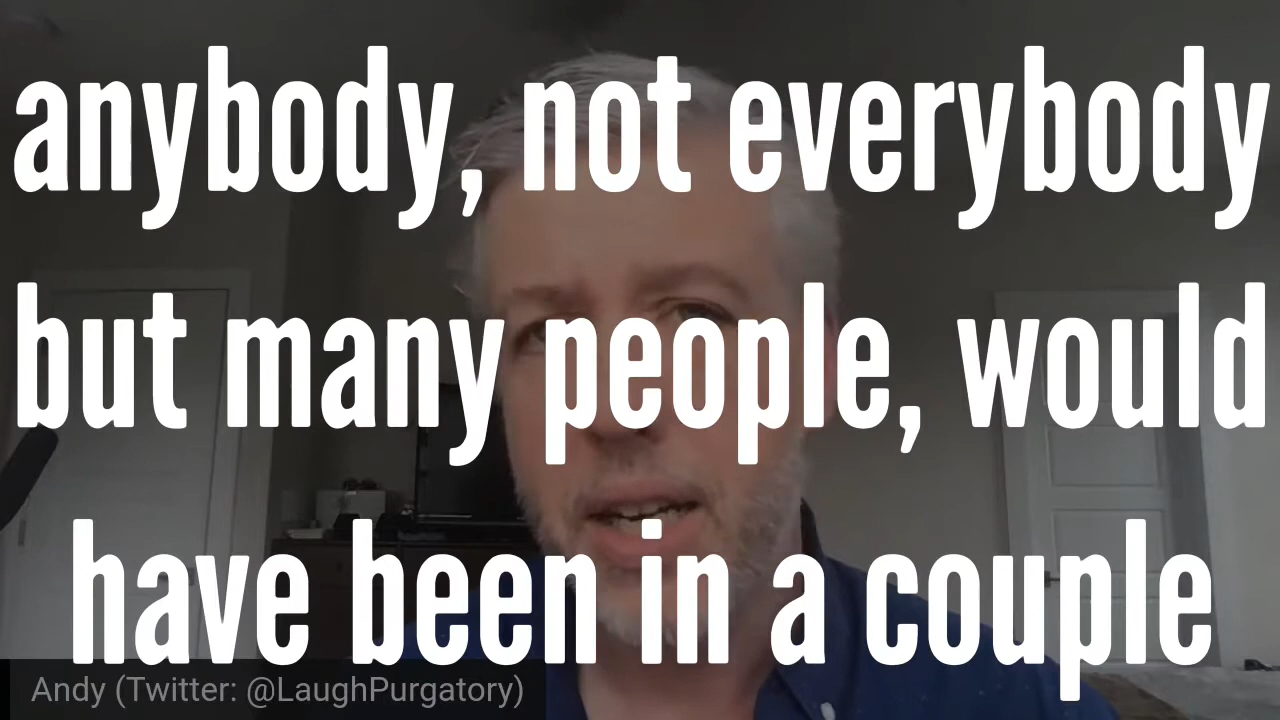 anybody, not everybody
but many people, would
have been in a couple
Andy (Twitter: @LaughPurgatory)